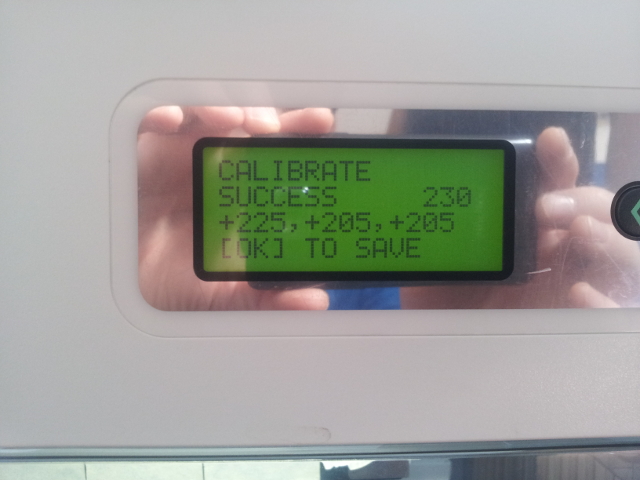 CALIBRATE
SUCCESS 230
+225,+205,+205
[OK] TO SAVE